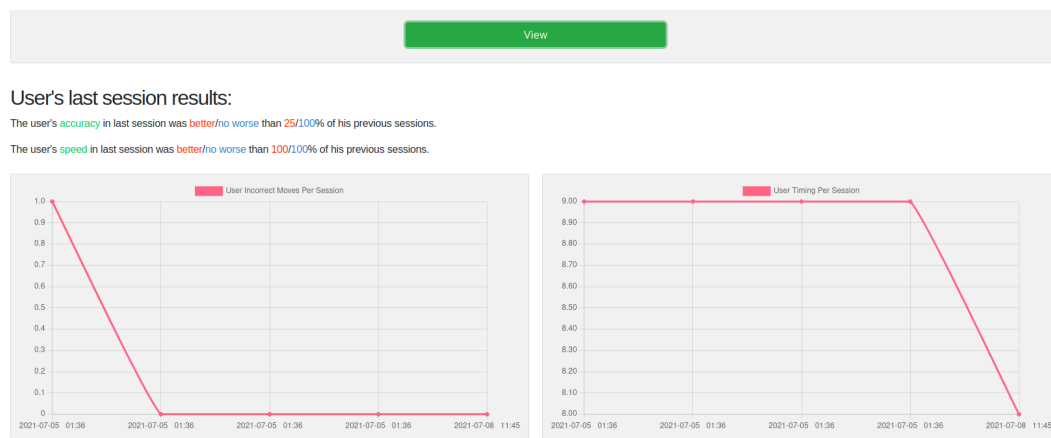 View
User's last session results:
The user's accuracy in last session was better/no worse than 25/100% of his previous sessions.
The user's speed in last session was better/no worse than 100/100% of his previous sessions.
User Incorrect Moves Per Session
1.0
0.9
0.8
0.7
0.6
0.5
0.4
0.3
0.2
0.1
0
2021-07-05 01:36 2021-07-05 01:36 2021-07-05 01:36 2021-07-05 01:36 2021-07-08 11:45
User Timing Per Session
9.00
8.90
8.80
8.70
8.60
8.50
8.40
8.30
8.20
8.10
8.00
2021-07-05 01:36 2021-07-05 01:36 2021-07-05 01:36 2021-07-05 01:36 2021-07-08 11:45